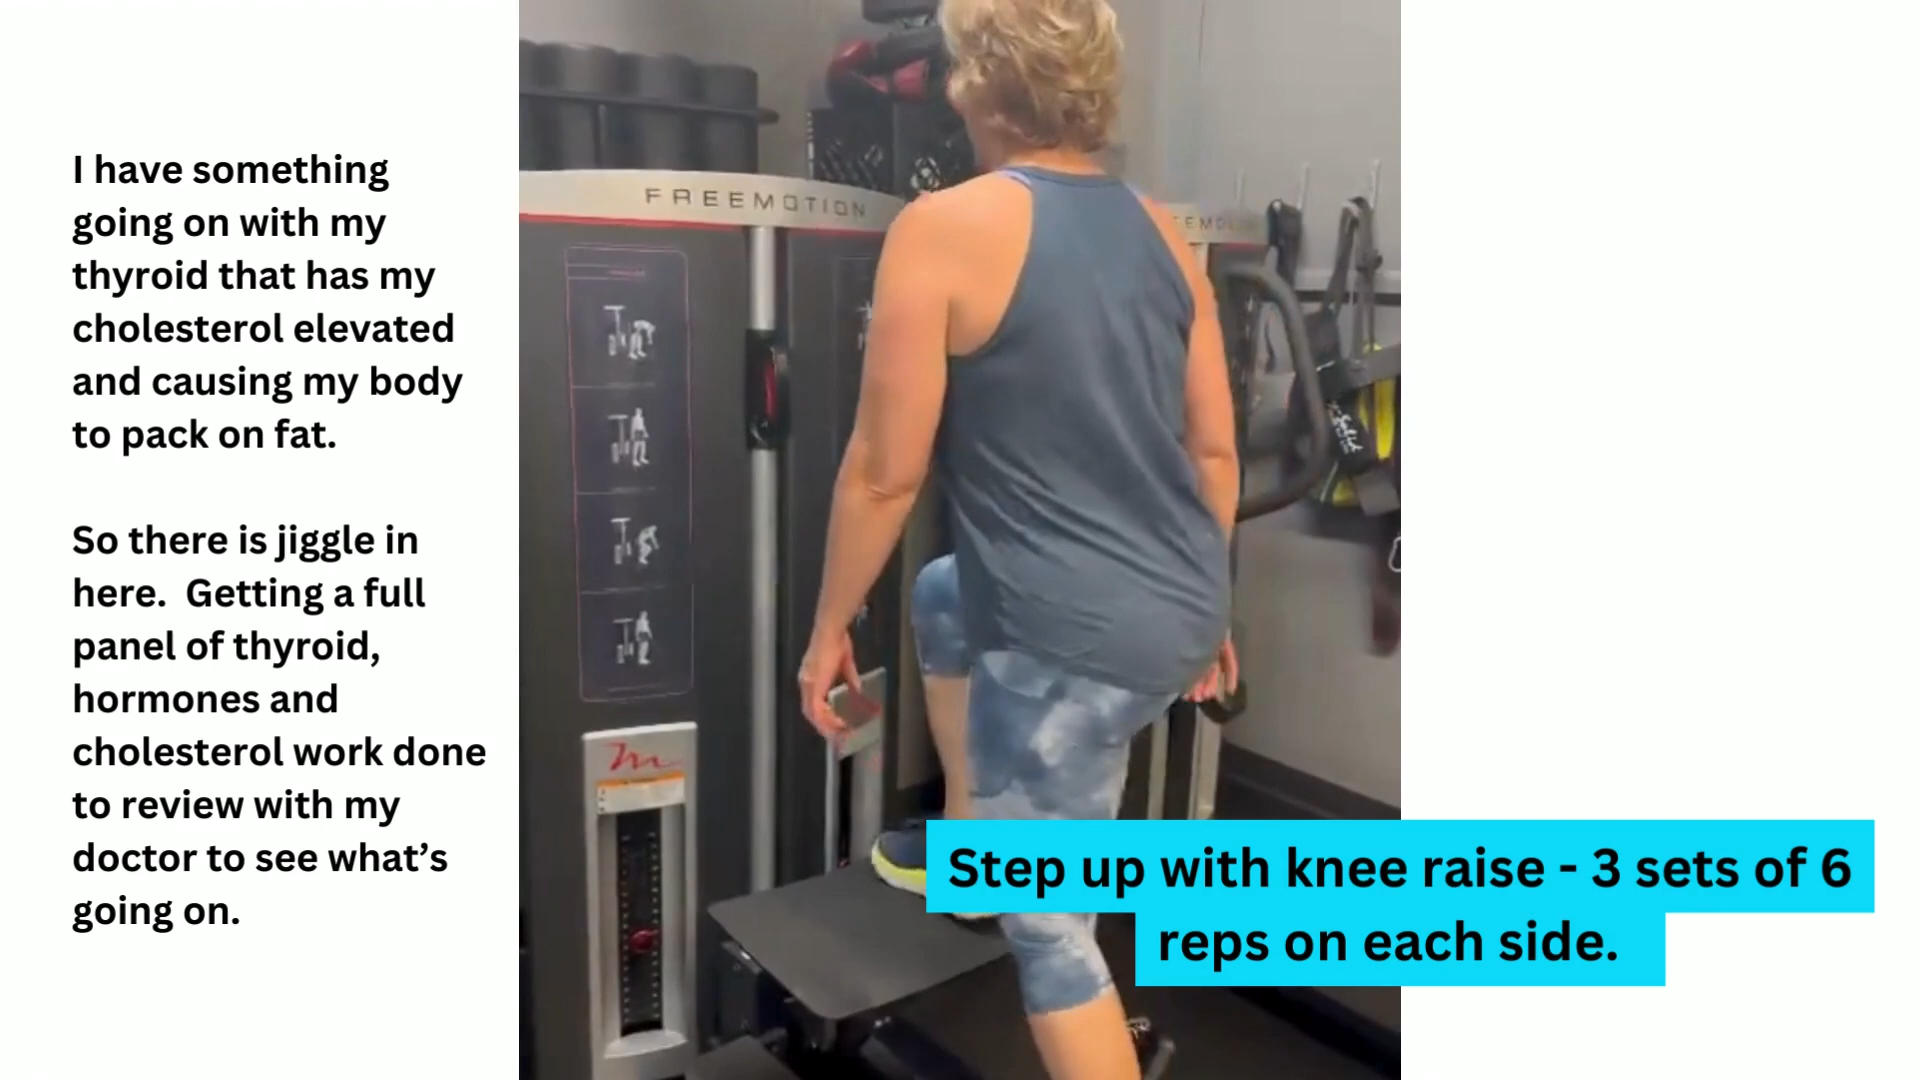 I have something
going on with my
thyroid that has my
cholesterol elevated
and causing my body
to pack on fat.
So there is jiggle in
here.  Getting a full
panel of thyroid,
hormones and
cholesterol work done
to review with my
doctor to see what’s
going on.
FREEMOTION
Solid
Step up with knee raise - 3 sets of 6
reps on each side.